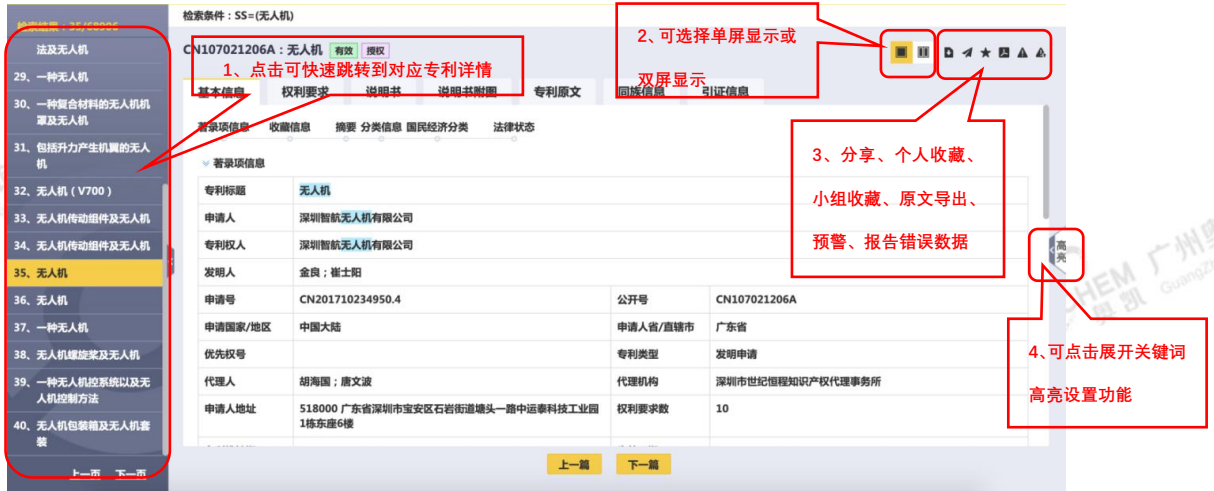 检索结果：35/68906
法及无人机
29、一种无人机
30、一种复合材料的无人机机
罩及无人机
31、包括升力产生机翼的无人
机
32、无人机（V700）
33、无人机传动组件及无人机
34、无人机传动组件及无人机
35、无人机
36、无人机
37、一种无人机
38、无人机螺旋桨及无人机
39、一种无人机控系统以及无
人机控制方法
40、无人机包装箱及无人机套
装
上一页 下一页
检索条件：SS=(无人机)
CN107021206A：无人机 有效 授权
1、点击可快速跳转到对应专利详情
2、可选择单屏显示或
双屏显示
基本信息 权利要求 说明书 说明书附图 专利原文 同族信息 引证信息
著录项信息 收藏信息 摘要 分类信息 国民经济分类 法律状态
3、分享、个人收藏、
小组收藏、原文导出、
预警、报告错误数据
著录项信息
专利标题 无人机
申请人 深圳智航无人机有限公司
专利权人 深圳智航无人机有限公司
高
亮
发明人 金良；崔士阳
申请号 CN201710234950.4 公开号 CN107021206A
申请国家/地区 中国大陆 申请人省/直辖市 广东省
优先权号 专利类型 发明申请
代理人 胡海国；唐文波 代理机构 深圳市世纪恒程知识产权代理事务所
申请人地址 518000 广东省深圳市宝安区石岩街道塘头一路中运泰科技工业园 权利要求数 10
1栋东座6楼
4、可点击展开关键词
高亮设置功能
上一篇 下一篇
HEM 广州奥
奥凯 Guangzh